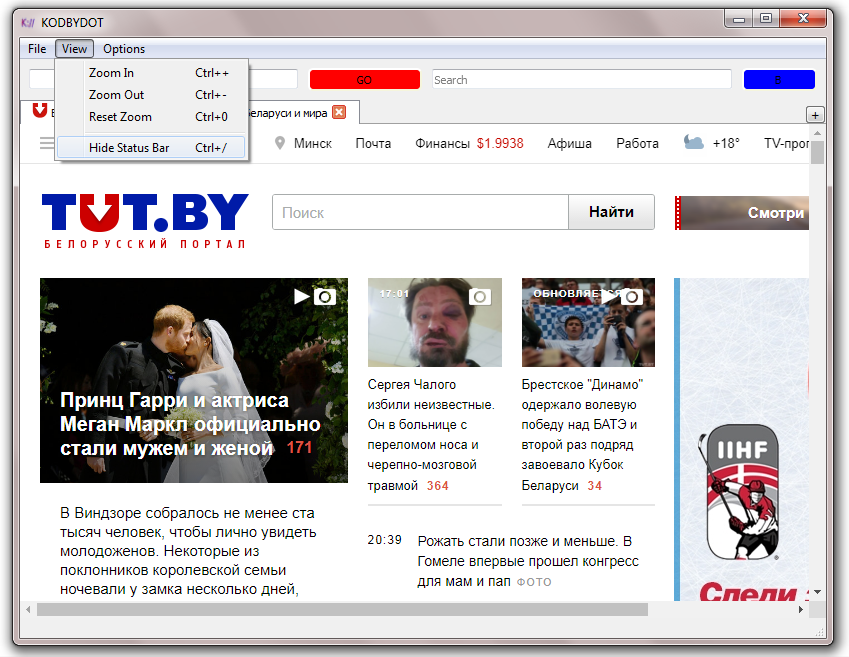 K:// KODBYDOT
File View Options
Zoom In Ctrl++
Zoom Out Ctrl+-
Reset Zoom Ctrl+0
Hide Status Bar Ctrl+/
GO
Search
еларуси и мира
+
Минск Почта Финансы $1.9938 Афиша Работа +18° TV-прог
TUT.BY
БЕЛОРУССКИЙ ПОРТАЛ
Поиск
Найти
Смотри
Принц Гарри и актриса
Меган Маркл официально
стали мужем и женой 171
В Виндзоре собралось не менее ста
тысяч человек, чтобы лично увидеть
молодоженов. Некоторые из
поклонников королевской семьи
ночевали у замка несколько дней,
17:01
Сергея Чалого
избили неизвестные.
Он в больнице с
переломом носа и
черепно-мозговой
травмой 364
ОБНОВЛЯЕТСЯ
Брестское "Динамо"
одержало волевую
победу над БАТЭ и
второй раз подряд
завоевало Кубок
Беларуси 34
20:39 Рожать стали позже и меньше. В
Гомеле впервые прошел конгресс
для мам и пап ФОТО
IIHF
Следи